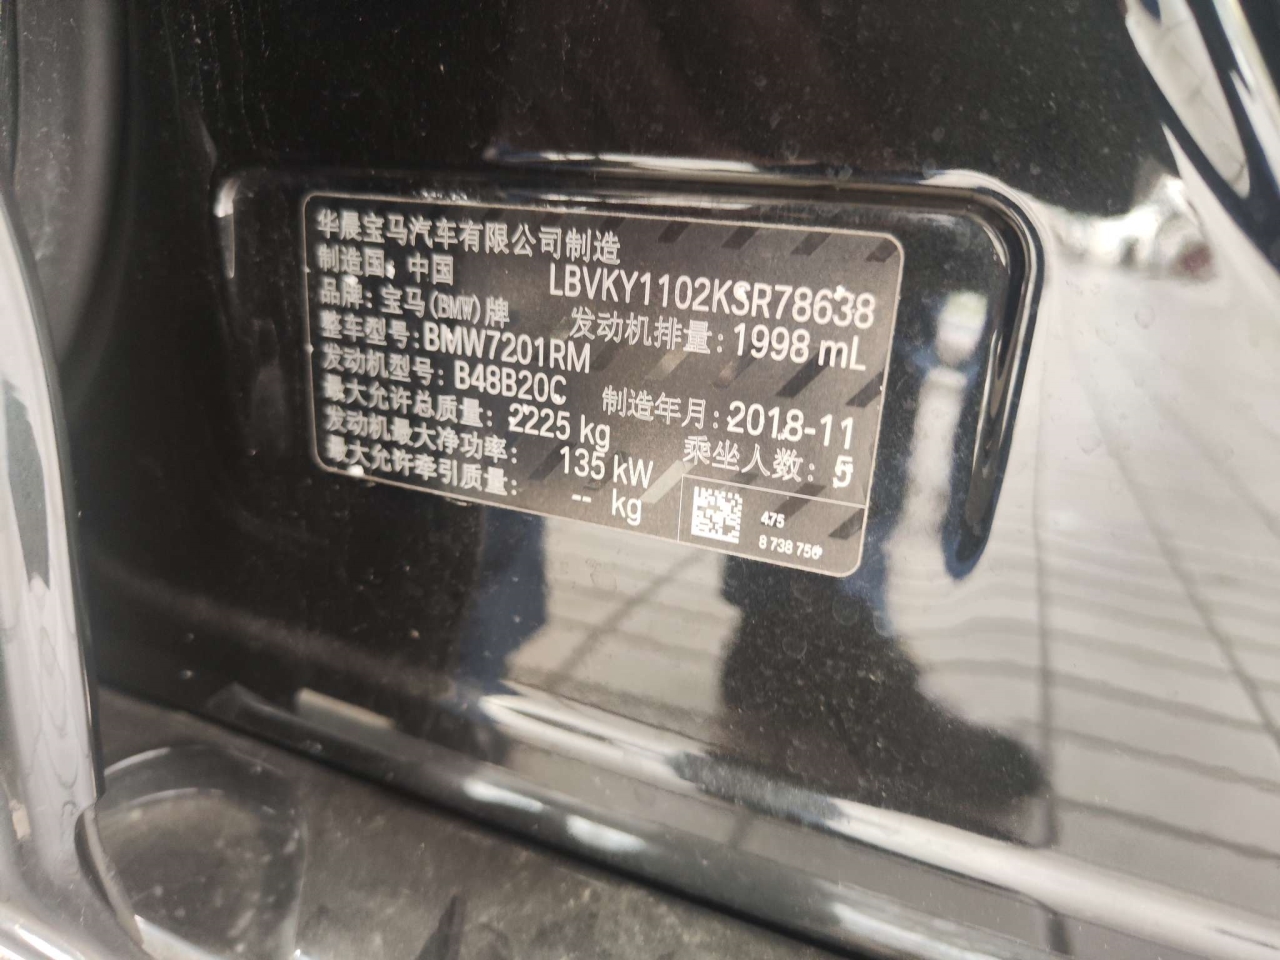 华晨宝马汽车有限公司制造
制造国: 中国
LBVKY1102KSR78638
品牌: 宝马(BMW)牌
发动机排量: 1998 mL
整车型号: BMW7201RM
发动机型号: B48B20C
制造年月: 2018-11
最大允许总质量: 2225 kg
乘坐人数: 5
发动机最大净功率: 135 kW
最大允许牵引质量: -- kg
475
8 738 756